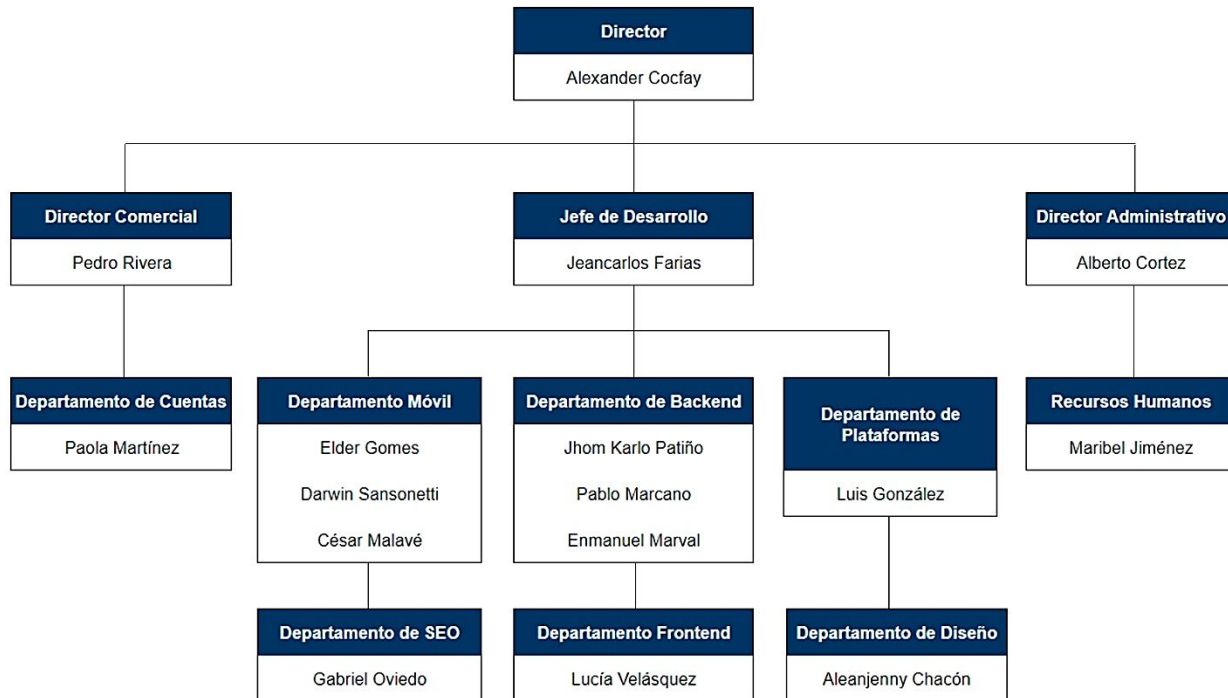 Director
Alexander Cocfay
Director Comercial
Pedro Rivera
Jefe de Desarrollo
Jeancarlos Farias
Director Administrativo
Alberto Cortez
Departamento de Cuentas
Paola Martínez
Departamento Móvil
Elder Gomes
Darwin Sansonetti
César Malavé
Departamento de Backend
Jhom Karlo Patiño
Pablo Marcano
Enmanuel Marval
Departamento de
Plataformas
Luis González
Recursos Humanos
Maribel Jiménez
Departamento de SEO
Gabriel Oviedo
Departamento Frontend
Lucía Velásquez
Departamento de Diseño
Aleanjenny Chacón